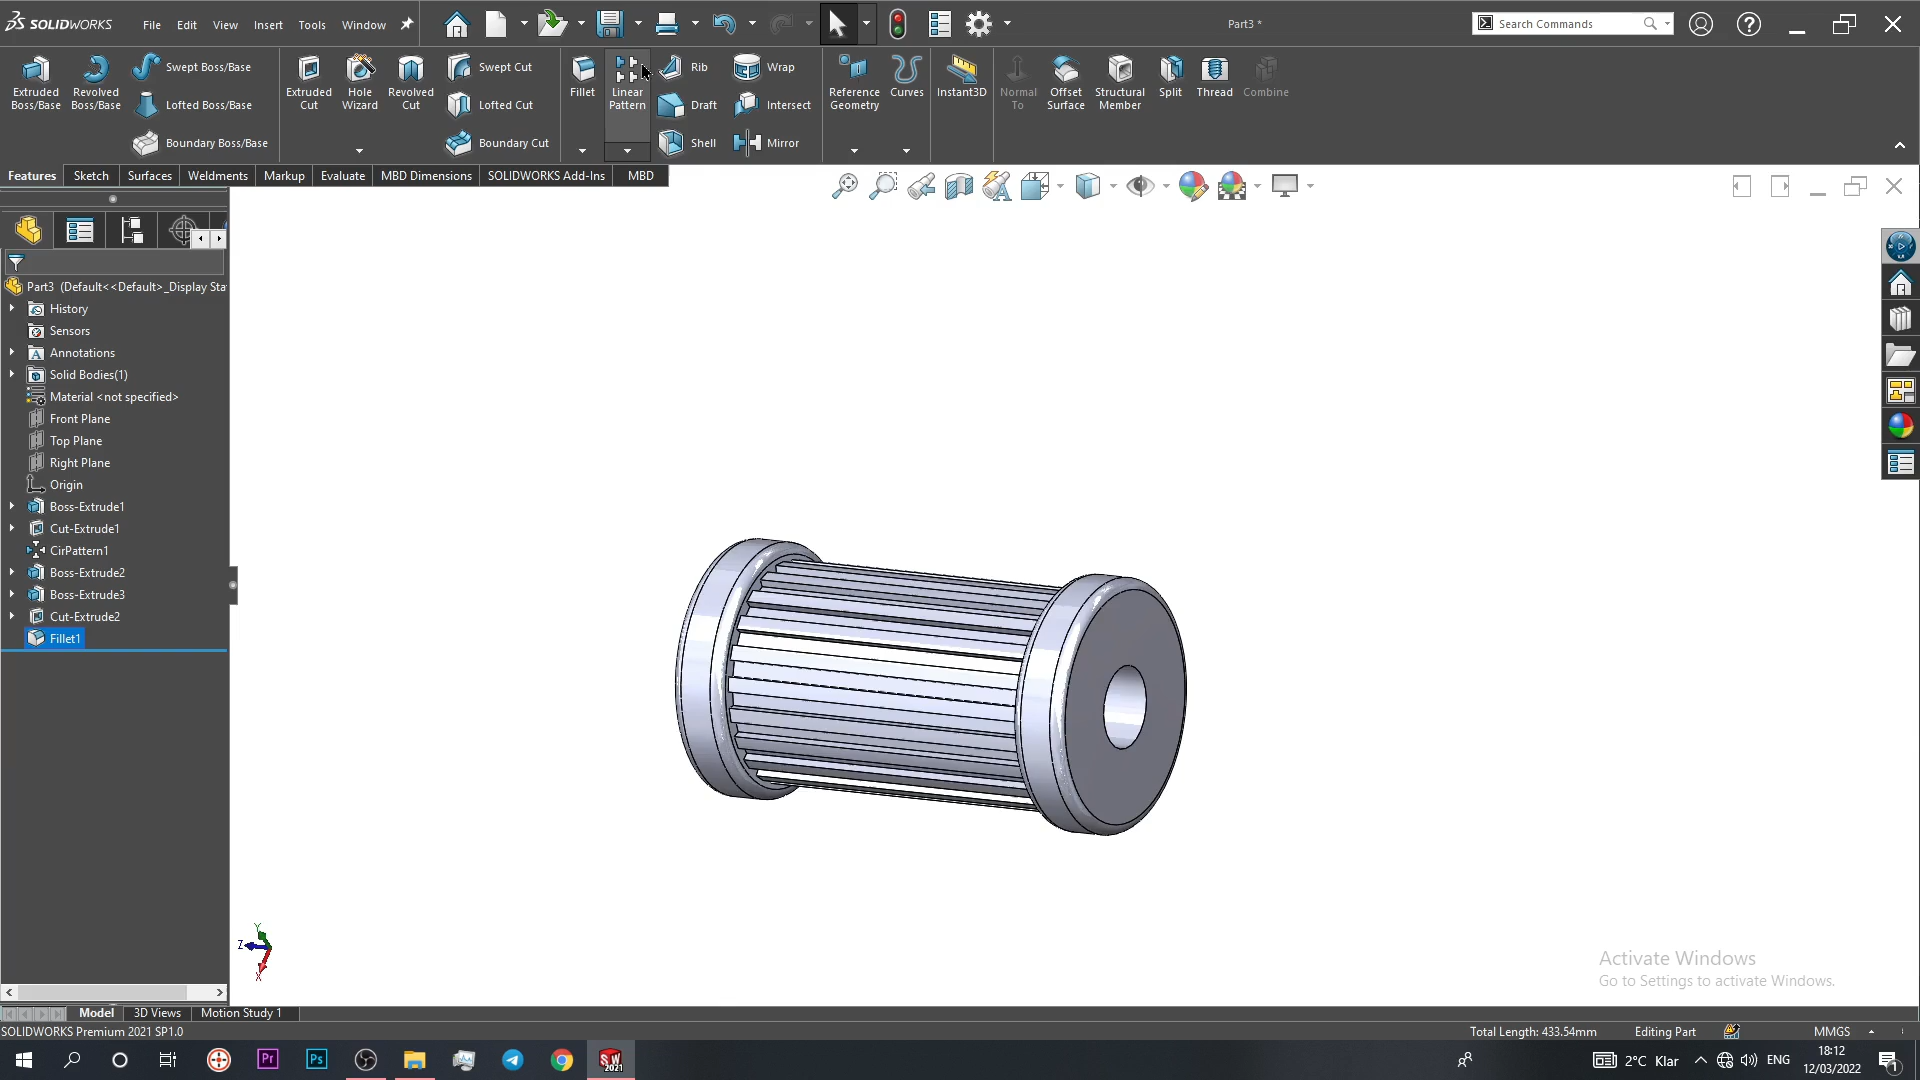 SOLIDWORKS File Edit View Insert Tools Window Part3 * Search Commands
Extruded Boss/Base
Revolved Boss/Base
Swept Boss/Base
Lofted Boss/Base
Boundary Boss/Base
Extruded Cut
Hole Wizard
Revolved Cut
Swept Cut
Lofted Cut
Boundary Cut
Fillet
Linear Pattern
Rib
Draft
Shell
Wrap
Intersect
Mirror
Reference Geometry
Curves
Instant3D
Normal To
Offset Surface
Structural Member
Split
Thread
Combine
Features Sketch Surfaces Weldments Markup Evaluate MBD Dimensions SOLIDWORKS Add-Ins MBD
Part3 (Default<<Default>_Display Sta
History
Sensors
Annotations
Solid Bodies(1)
Material <not specified>
Front Plane
Top Plane
Right Plane
Origin
Boss-Extrude1
Cut-Extrude1
CirPattern1
Boss-Extrude2
Boss-Extrude3
Cut-Extrude2
Fillet1
Y
Z
X
Activate Windows
Go to Settings to activate Windows.
Model 3D Views Motion Study 1
SOLIDWORKS Premium 2021 SP1.0 Total Length: 433.54mm Editing Part MMGS
Pr Ps SW 2021 2°C Klar ENG 18:12
12/03/2022 1